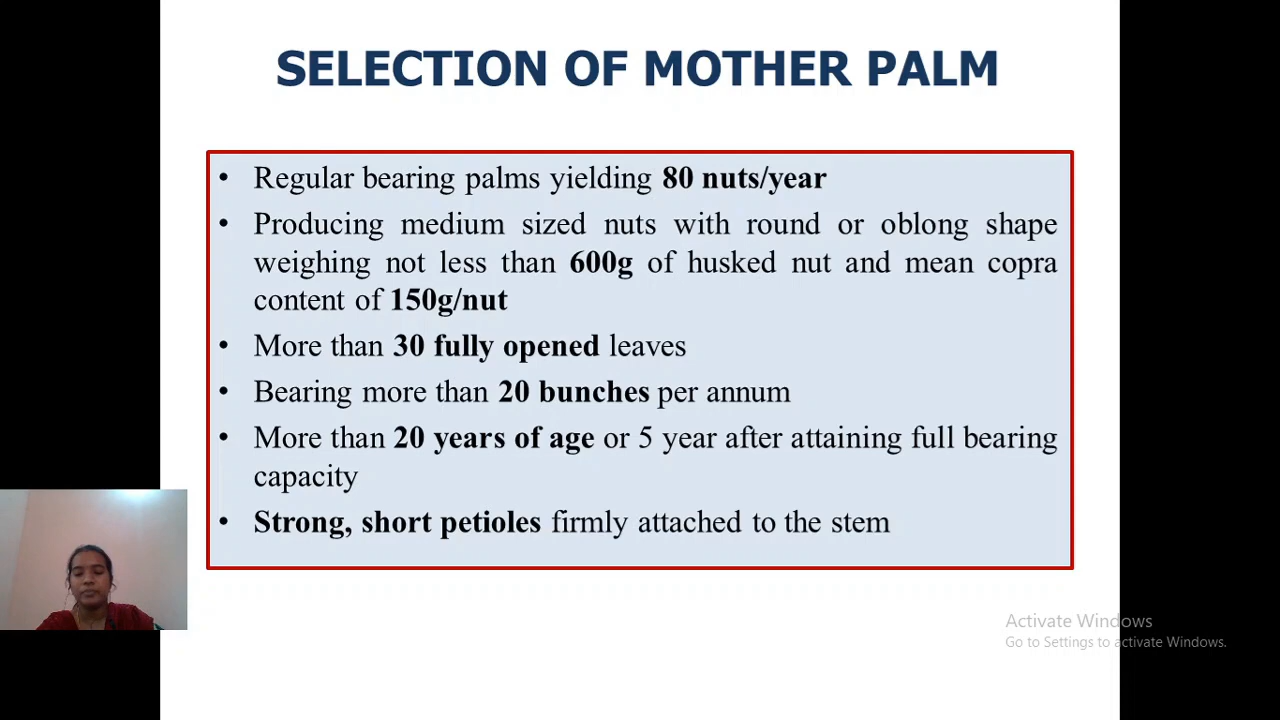 SELECTION OF MOTHER PALM
• Regular bearing palms yielding 80 nuts/year
• Producing medium sized nuts with round or oblong shape
weighing not less than 600g of husked nut and mean copra
content of 150g/nut
• More than 30 fully opened leaves
• Bearing more than 20 bunches per annum
• More than 20 years of age or 5 year after attaining full bearing
capacity
• Strong, short petioles firmly attached to the stem
Activate Windows
Go to Settings to activate Windows.